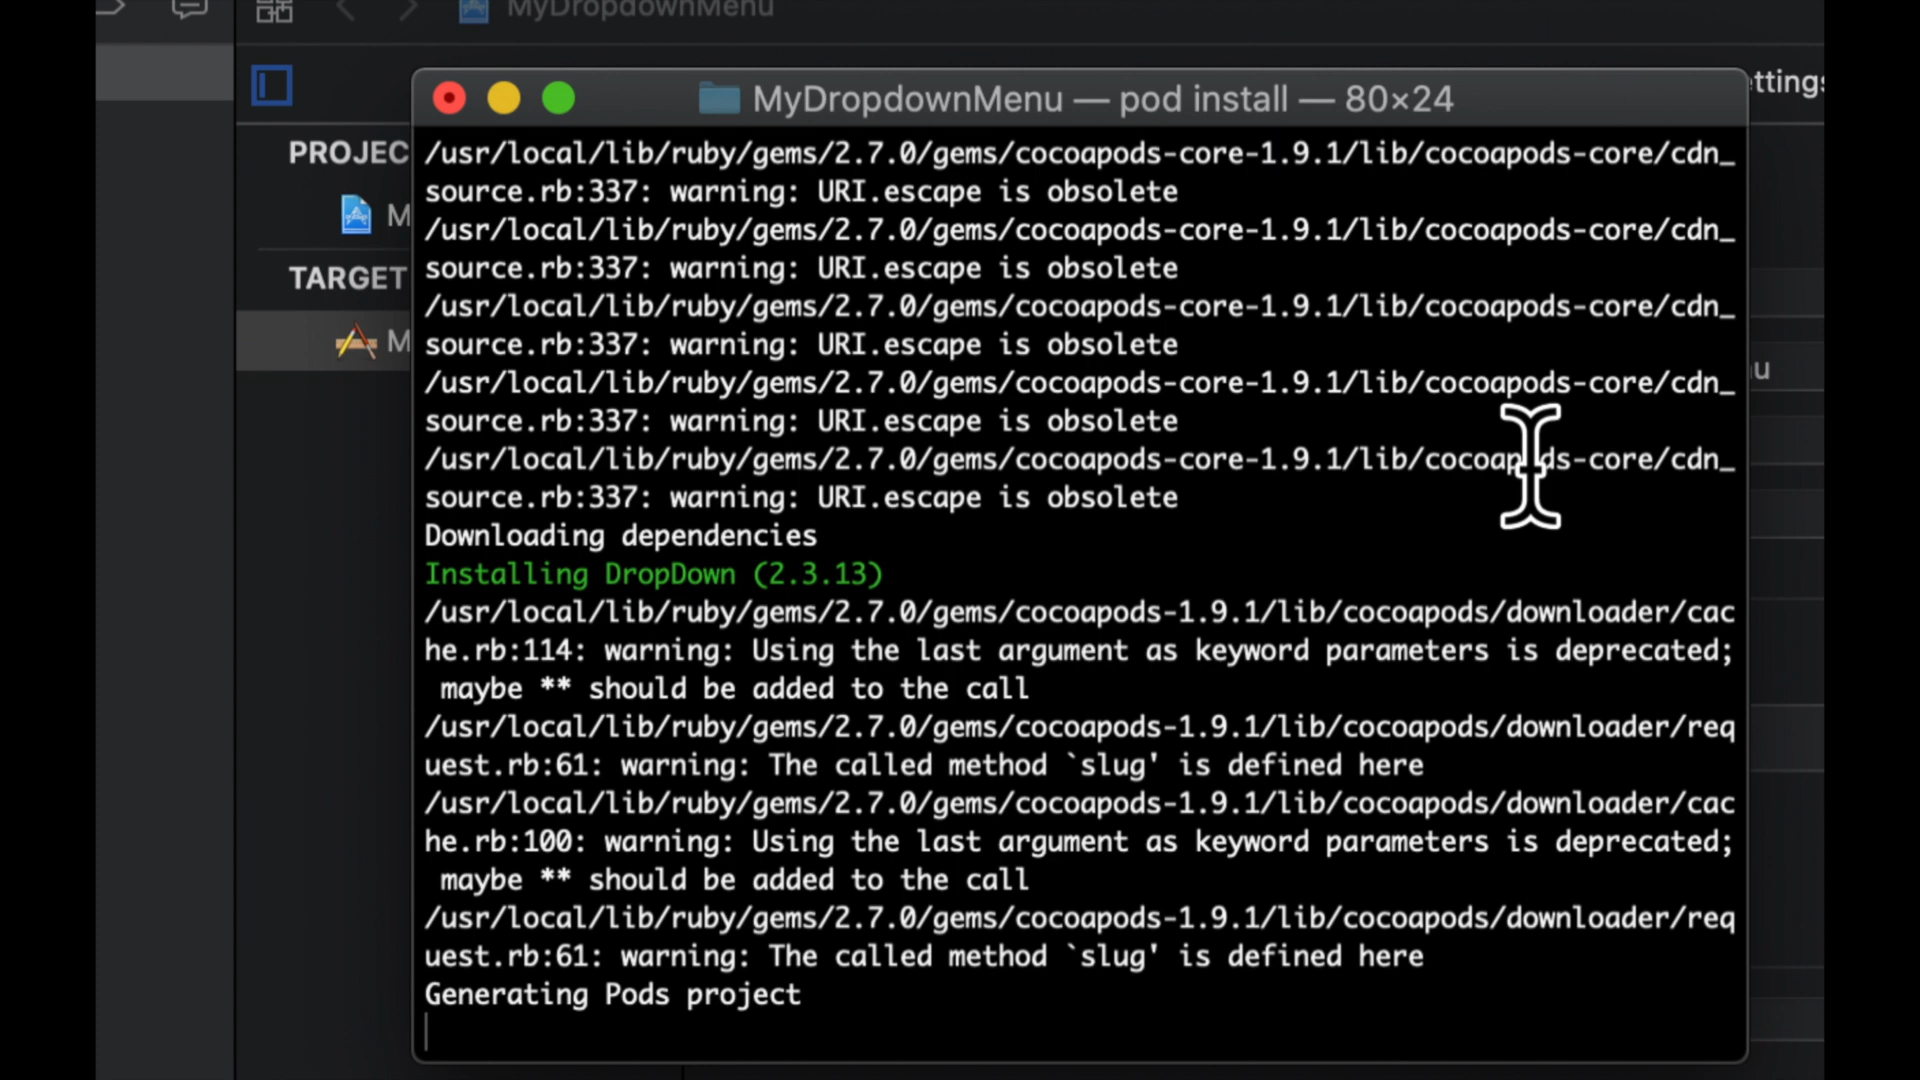 MyDropdownMenu
MyDropdownMenu — pod install — 80×24
ttings
PROJEC
M
TARGET
M
/usr/local/lib/ruby/gems/2.7.0/gems/cocoapods-core-1.9.1/lib/cocoapods-core/cdn_
source.rb:337: warning: URI.escape is obsolete
/usr/local/lib/ruby/gems/2.7.0/gems/cocoapods-core-1.9.1/lib/cocoapods-core/cdn_
source.rb:337: warning: URI.escape is obsolete
/usr/local/lib/ruby/gems/2.7.0/gems/cocoapods-core-1.9.1/lib/cocoapods-core/cdn_
source.rb:337: warning: URI.escape is obsolete
/usr/local/lib/ruby/gems/2.7.0/gems/cocoapods-core-1.9.1/lib/cocoapods-core/cdn_
source.rb:337: warning: URI.escape is obsolete
/usr/local/lib/ruby/gems/2.7.0/gems/cocoapods-core-1.9.1/lib/cocoapods-core/cdn_
source.rb:337: warning: URI.escape is obsolete
Downloading dependencies
Installing DropDown (2.3.13)
/usr/local/lib/ruby/gems/2.7.0/gems/cocoapods-1.9.1/lib/cocoapods/downloader/cac
he.rb:114: warning: Using the last argument as keyword parameters is deprecated;
 maybe ** should be added to the call
/usr/local/lib/ruby/gems/2.7.0/gems/cocoapods-1.9.1/lib/cocoapods/downloader/req
uest.rb:61: warning: The called method `slug' is defined here
/usr/local/lib/ruby/gems/2.7.0/gems/cocoapods-1.9.1/lib/cocoapods/downloader/cac
he.rb:100: warning: Using the last argument as keyword parameters is deprecated;
 maybe ** should be added to the call
/usr/local/lib/ruby/gems/2.7.0/gems/cocoapods-1.9.1/lib/cocoapods/downloader/req
uest.rb:61: warning: The called method `slug' is defined here
Generating Pods project
u